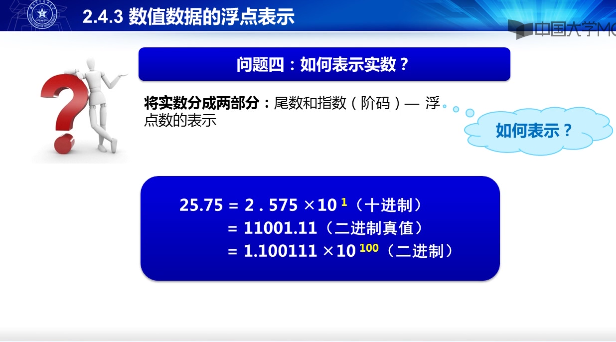 2.4.3 数值数据的浮点表示
中国大学MO
问题四：如何表示实数？
将实数分成两部分：尾数和指数（阶码）— 浮
点数的表示
如何表示？
25.75 = 2 . 575 ×10 1（十进制）
= 11001.11（二进制真值）
= 1.100111 ×10 100（二进制）